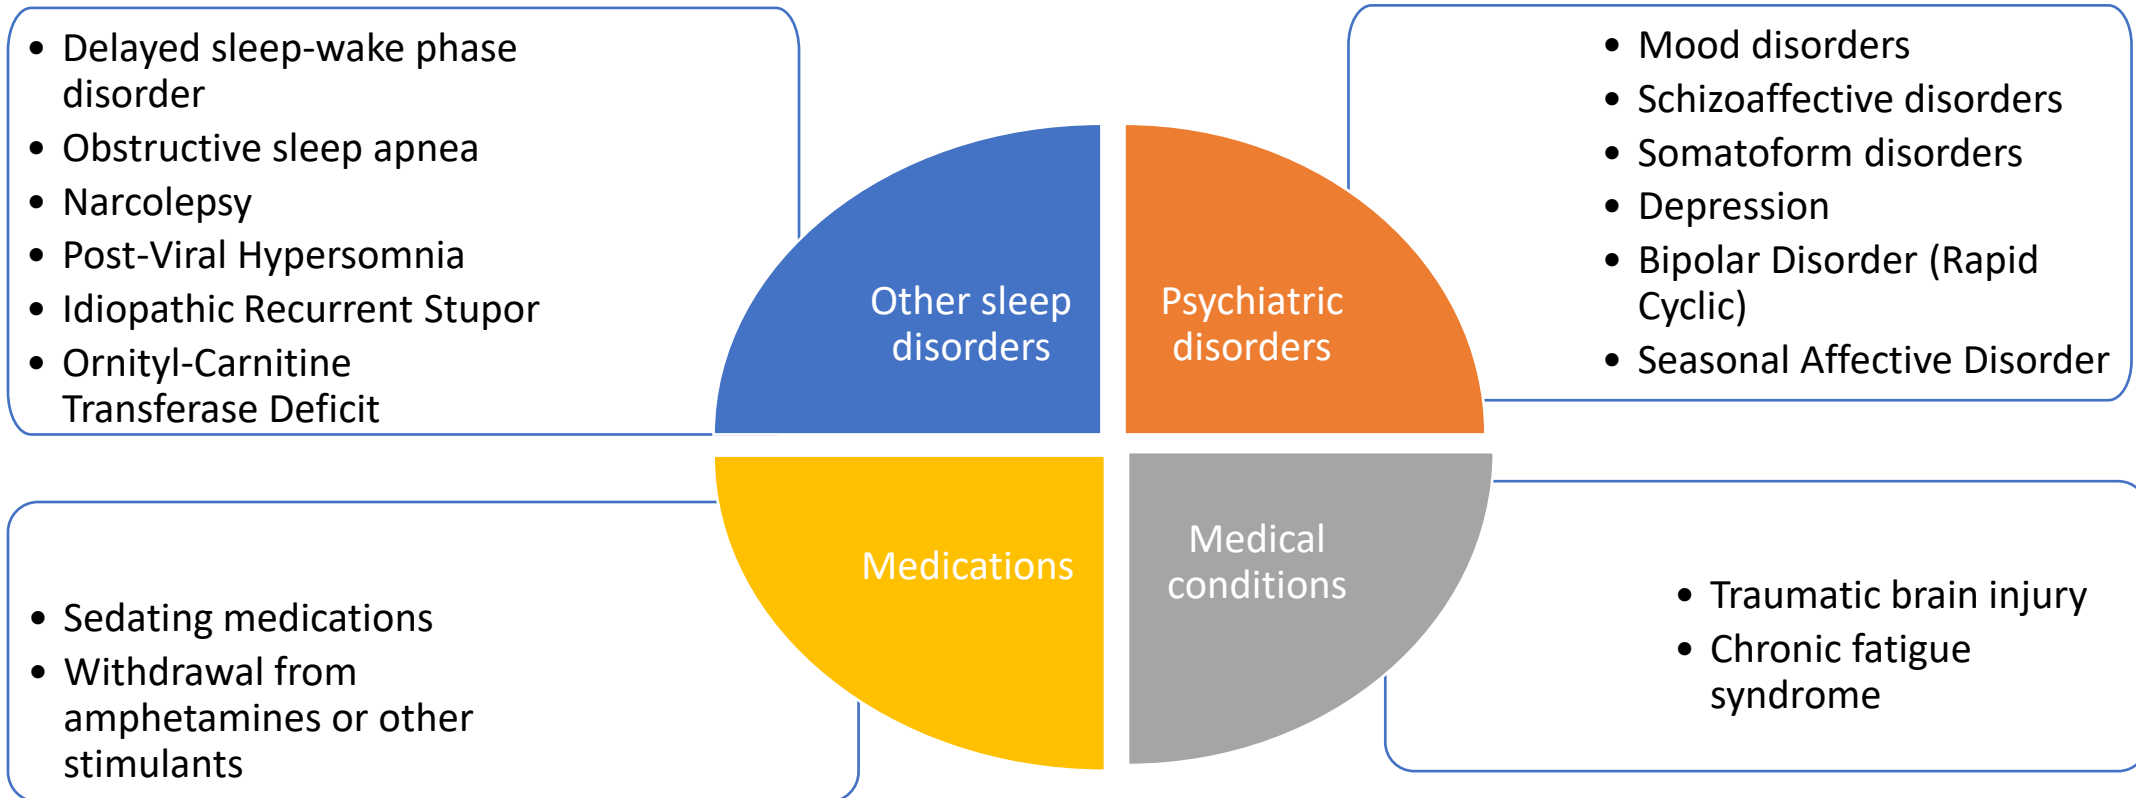 • Delayed sleep-wake phase
disorder
• Obstructive sleep apnea
• Narcolepsy
• Post-Viral Hypersomnia
• Idiopathic Recurrent Stupor
• Ornityl-Carnitine
Transferase Deficit
• Mood disorders
• Schizoaffective disorders
• Somatoform disorders
• Depression
• Bipolar Disorder (Rapid
Cyclic)
• Seasonal Affective Disorder
Other sleep
disorders
Psychiatric
disorders
Medications
Medical
conditions
• Sedating medications
• Withdrawal from
amphetamines or other
stimulants
• Traumatic brain injury
• Chronic fatigue
syndrome